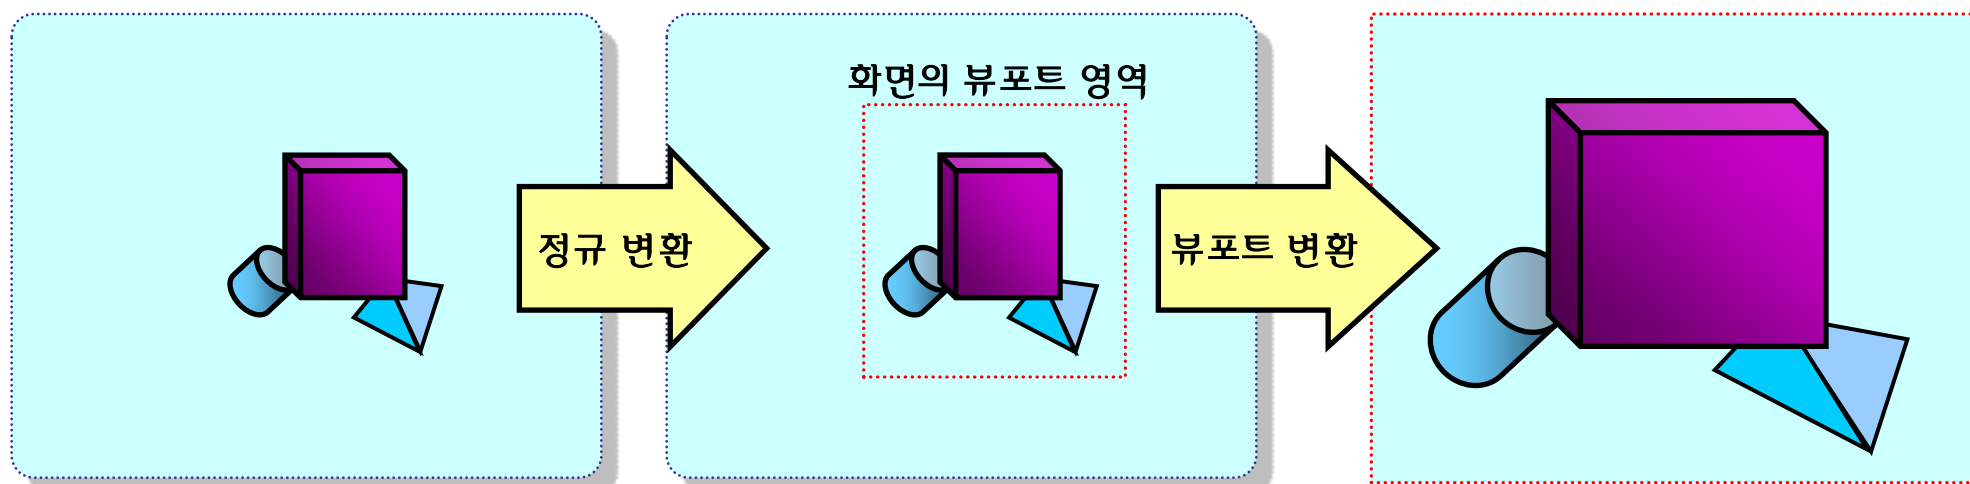 화면의 뷰포트 영역
정규 변환
뷰포트 변환